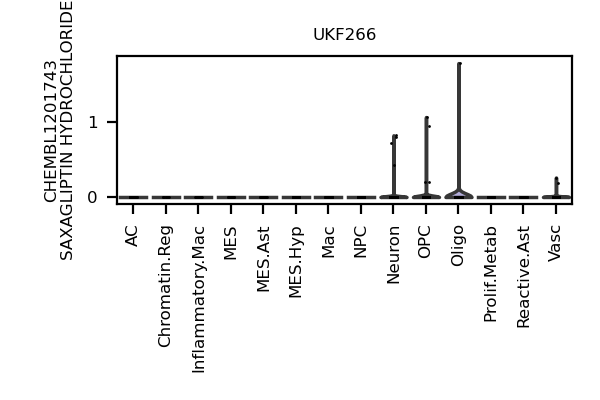 UKF266
CHEMBL1201743
SAXAGLIPTIN HYDROCHLORIDE
1
0
AC
Chromatin.Reg
Inflammatory.Mac
MES
MES.Ast
MES.Hyp
Mac
NPC
Neuron
OPC
Oligo
Prolif.Metab
Reactive.Ast
Vasc